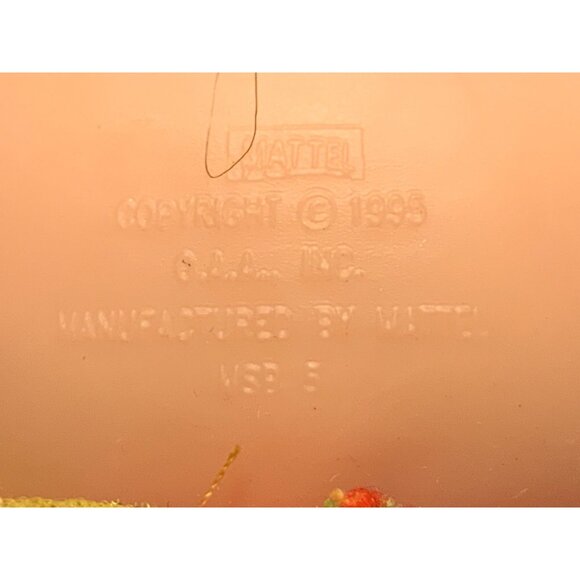 MATTEL
COPYRIGHT © 1995
O.A.A., INC.
MANUFACTURED BY MATTEL